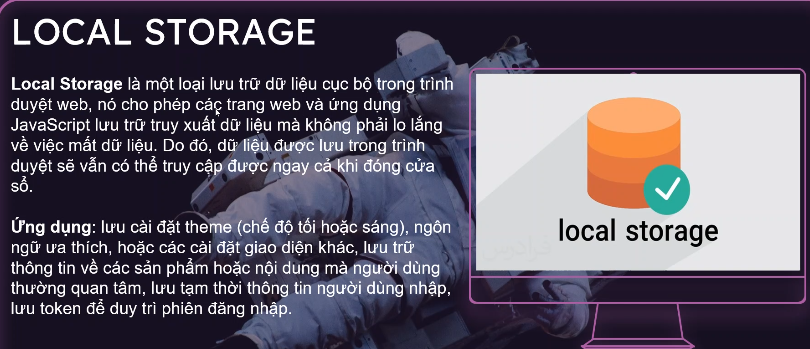 LOCAL STORAGE
Local Storage là một loại lưu trữ dữ liệu cục bộ trong trình
duyệt web, nó cho phép các trang web và ứng dụng
JavaScript lưu trữ truy xuất dữ liệu mà không phải lo lắng
về việc mất dữ liệu. Do đó, dữ liệu được lưu trong trình
duyệt sẽ vẫn có thể truy cập được ngay cả khi đóng cửa
sổ.
Ứng dụng: lưu cài đặt theme (chế độ tối hoặc sáng), ngôn
ngữ ưa thích, hoặc các cài đặt giao diện khác, lưu trữ
thông tin về các sản phẩm hoặc nội dung mà người dùng
thường quan tâm, lưu tạm thời thông tin người dùng nhập,
lưu token để duy trì phiên đăng nhập.
local storage